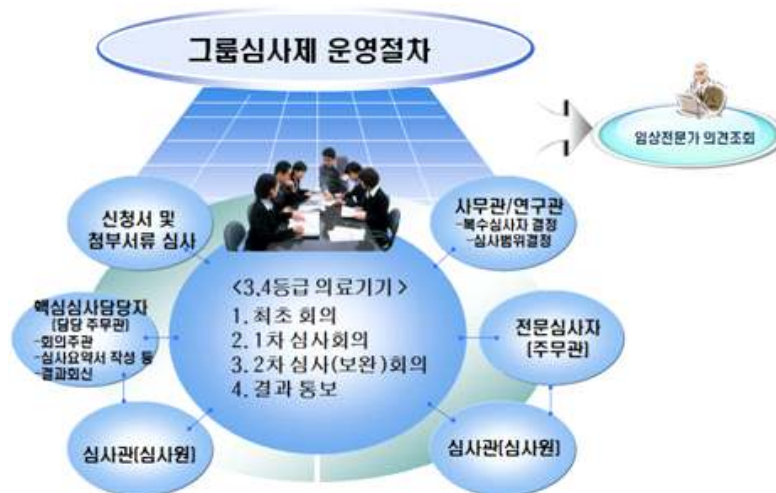 그룹심사제 운영절차
임상전문가 의견조회
신청서 및
첨부서류 심사
사무관/연구관
-복수심사자 결정
-심사범위결정
<3,4등급 의료기기 >
1. 최초 회의
2. 1차 심사회의
3. 2차 심사(보완)회의
4. 결과 통보
핵심심사담당자
(담당 주무관)
-회의주관
-심사요약서 작성 등
-결과회신
전문심사자
(주무관)
심사관(심사원)
심사관(심사원)